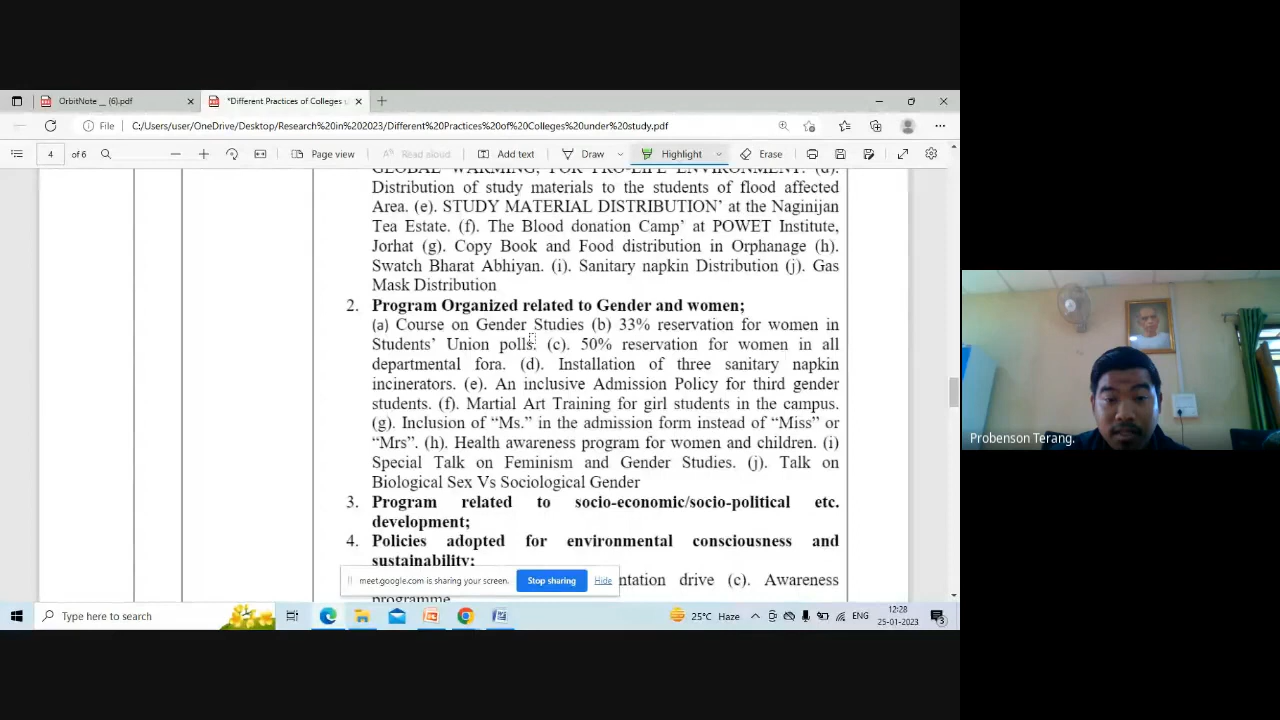 OrbitNote __ (6).pdf
*Different Practices of Colleges
File
C:/Users/user/OneDrive/Desktop/Research%20in%202023/Different%20Practices%20of%20Colleges%20under%20study.pdf
4 of 6
Page view
Read aloud
Add text
Draw
Highlight
Erase
GLOBAL WARMING, FOR PRO-LIFE ENVIRONMENT. (d).
Distribution of study materials to the students of flood affected
Area. (e). STUDY MATERIAL DISTRIBUTION' at the Naginijan
Tea Estate. (f). The Blood donation Camp' at POWET Institute,
Jorhat (g). Copy Book and Food distribution in Orphanage (h).
Swatch Bharat Abhiyan. (i). Sanitary napkin Distribution (j). Gas
Mask Distribution
2. Program Organized related to Gender and women;
(a) Course on Gender Studies (b) 33% reservation for women in
Students' Union polls. (c). 50% reservation for women in all
departmental fora. (d). Installation of three sanitary napkin
incinerators. (e). An inclusive Admission Policy for third gender
students. (f). Martial Art Training for girl students in the campus.
(g). Inclusion of "Ms." in the admission form instead of "Miss" or
"Mrs". (h). Health awareness program for women and children. (i)
Special Talk on Feminism and Gender Studies. (j). Talk on
Biological Sex Vs Sociological Gender
3. Program related to socio-economic/socio-political etc.
development;
4. Policies adopted for environmental consciousness and
sustainability;
ntation drive (c). Awareness
programme
meet.google.com is sharing your screen.
Stop sharing
Hide
Probenson Terang.
Type here to search
25°C Haze
ENG
12:28
25-01-2023
3